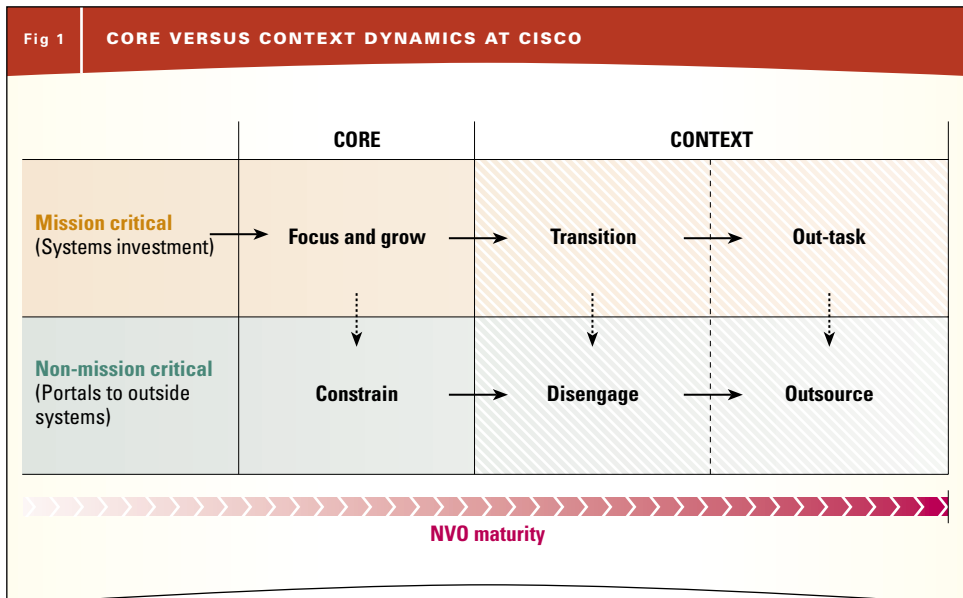 Fig 1
CORE VERSUS CONTEXT DYNAMICS AT CISCO
CORE
CONTEXT
Mission critical
(Systems investment)
Focus and grow
Transition
Out-task
Non-mission critical
(Portals to outside
systems)
Constrain
Disengage
Outsource
NVO maturity